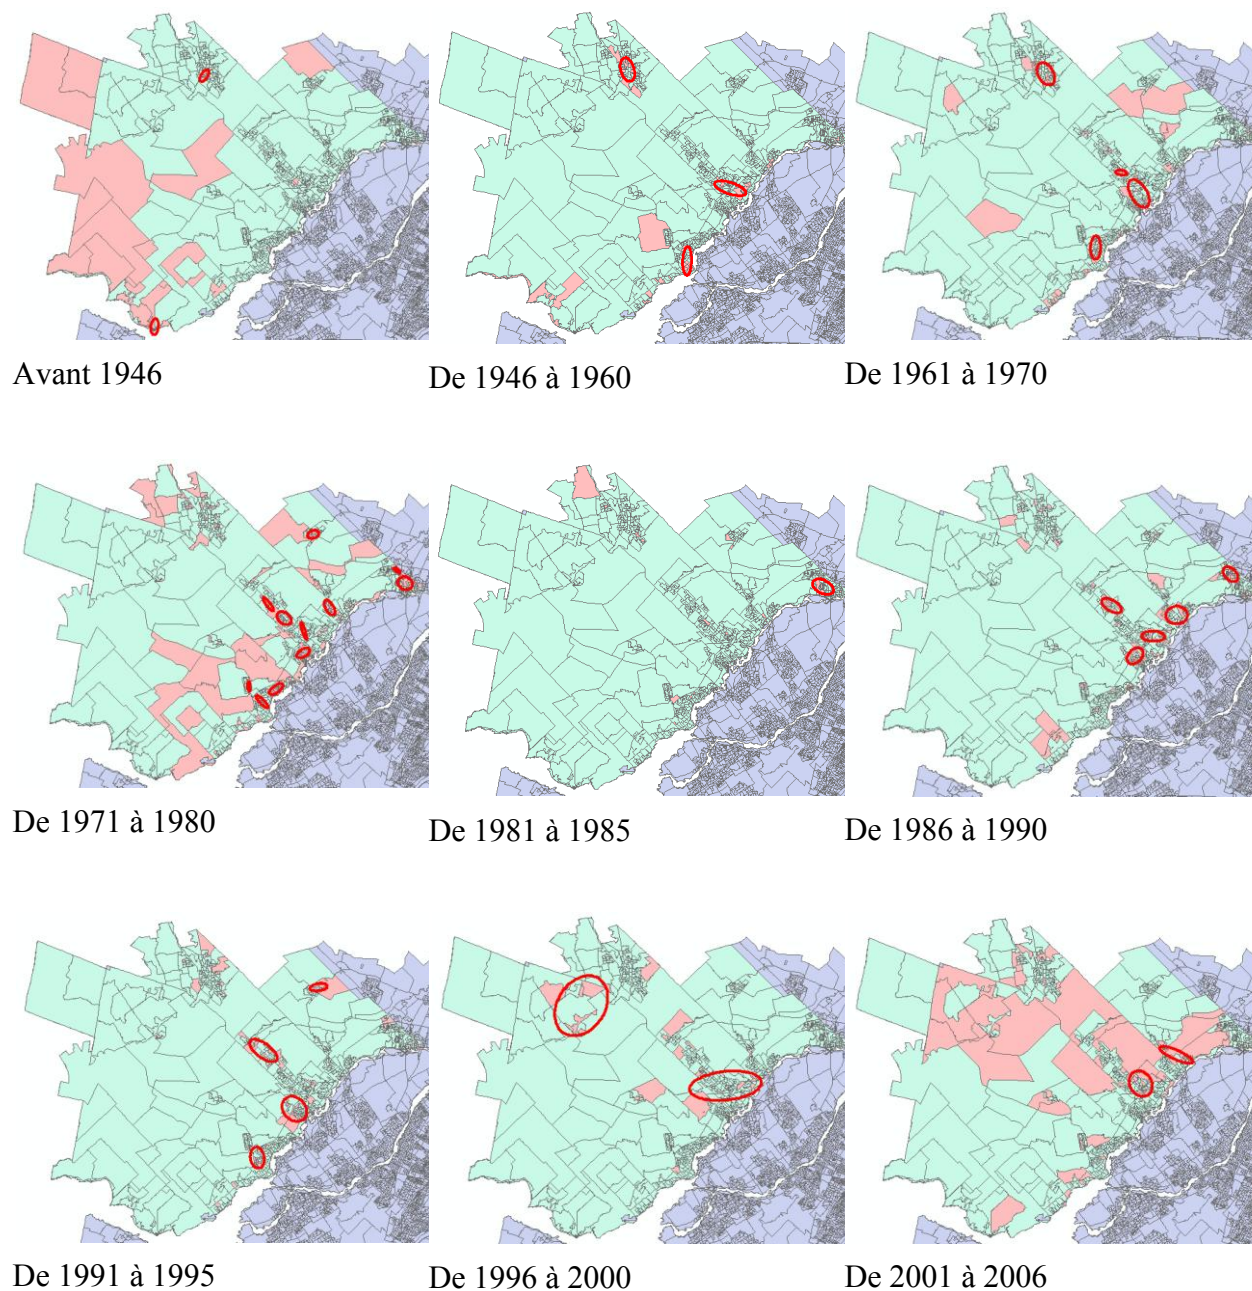 Avant 1946
De 1946 à 1960
De 1961 à 1970
De 1971 à 1980
De 1981 à 1985
De 1986 à 1990
De 1991 à 1995
De 1996 à 2000
De 2001 à 2006